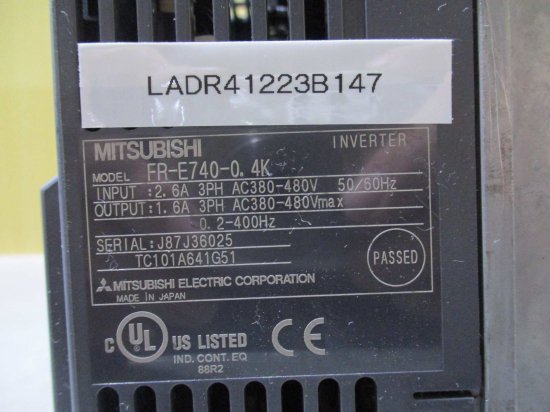 LADR41223B147
MITSUBISHI INVERTER
MODEL FR-E740-0.4K
INPUT :2.6A 3PH AC380-480V 50/60Hz
OUTPUT:1.6A 3PH AC380-480Vmax
0.2-400Hz
SERIAL:J87J36025
TC101A641G51
PASSED
MITSUBISHI ELECTRIC CORPORATION
MADE IN JAPAN
C UL US LISTED CE
IND. CONT. EQ
88R2